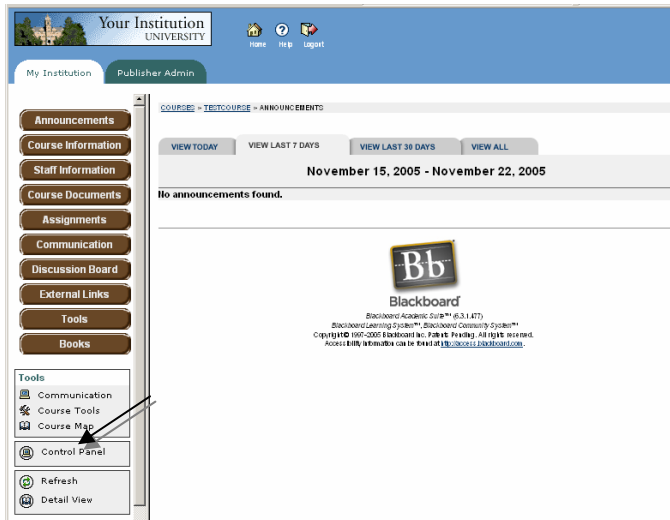 Your Institution
UNIVERSITY
Home Help Logout
My Institution Publisher Admin
COURSES > TESTCOURSE > ANNOUNCEMENTS
Announcements
Course Information
Staff Information
Course Documents
Assignments
Communication
Discussion Board
External Links
Tools
Books
Tools
Communication
Course Tools
Course Map
Control Panel
Refresh
Detail View
VIEW TODAY VIEW LAST 7 DAYS VIEW LAST 30 DAYS VIEW ALL
November 15, 2005 - November 22, 2005
No announcements found.
Bb
Blackboard
Blackboard Academic Suite™ (6.3.1.477)
Blackboard Learning System™, Blackboard Community System™
Copyright© 1997-2005 Blackboard Inc. Patents Pending. All rights reserved.
Accessibility information can be found at http://access.blackboard.com.